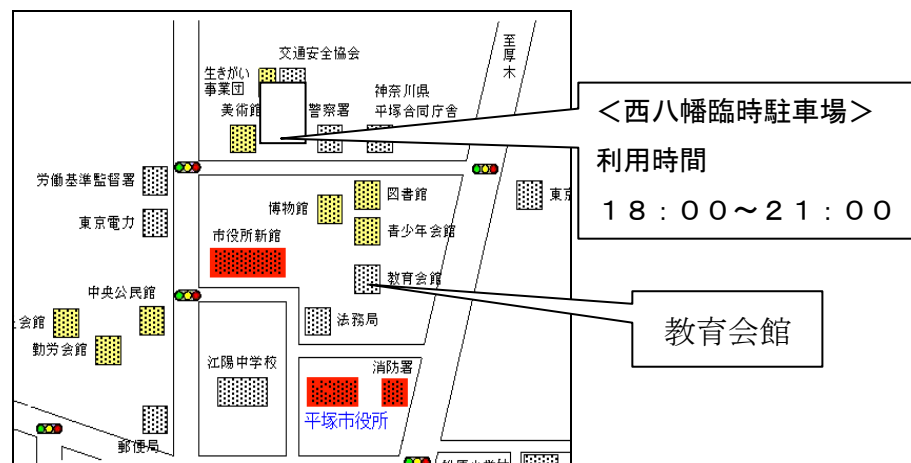 交通安全協会
至厚木
生きがい
事業団
美術館
警察署
神奈川県
平塚合同庁舎
＜西八幡臨時駐車場＞
利用時間
１８：００～２１：００
労働基準監督署
東京電力
博物館
図書館
青少年会館
東京
市役所新館
教育会館
教育会館
中央公民館
会館
勤労会館
法務局
江陽中学校
消防署
平塚市役所
郵便局